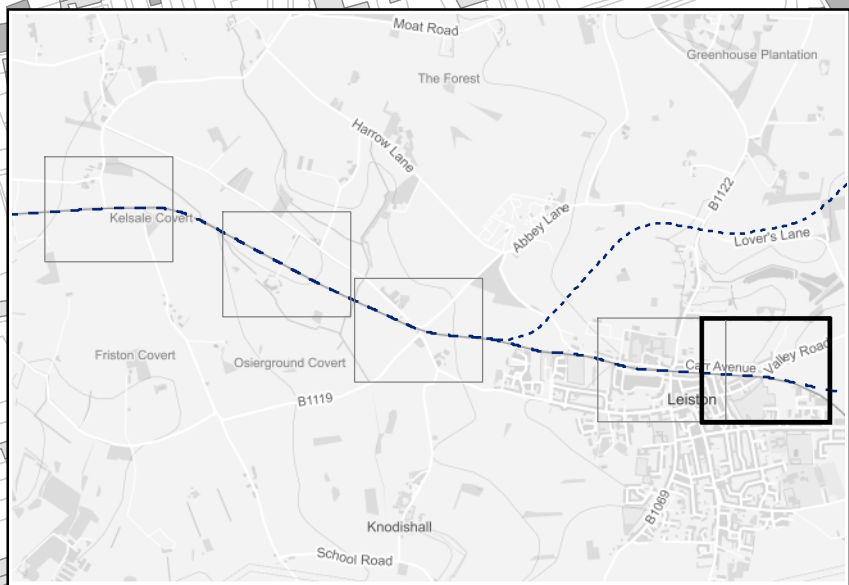 Moat Road
Greenhouse Plantation
The Forest
Harrow Lane
B1122
Kelsale Covert
Abbey Lane
Lover's Lane
Friston Covert
Osierground Covert
Carr Avenue
Valley Road
B1119
Leiston
B1069
Knodishall
School Road